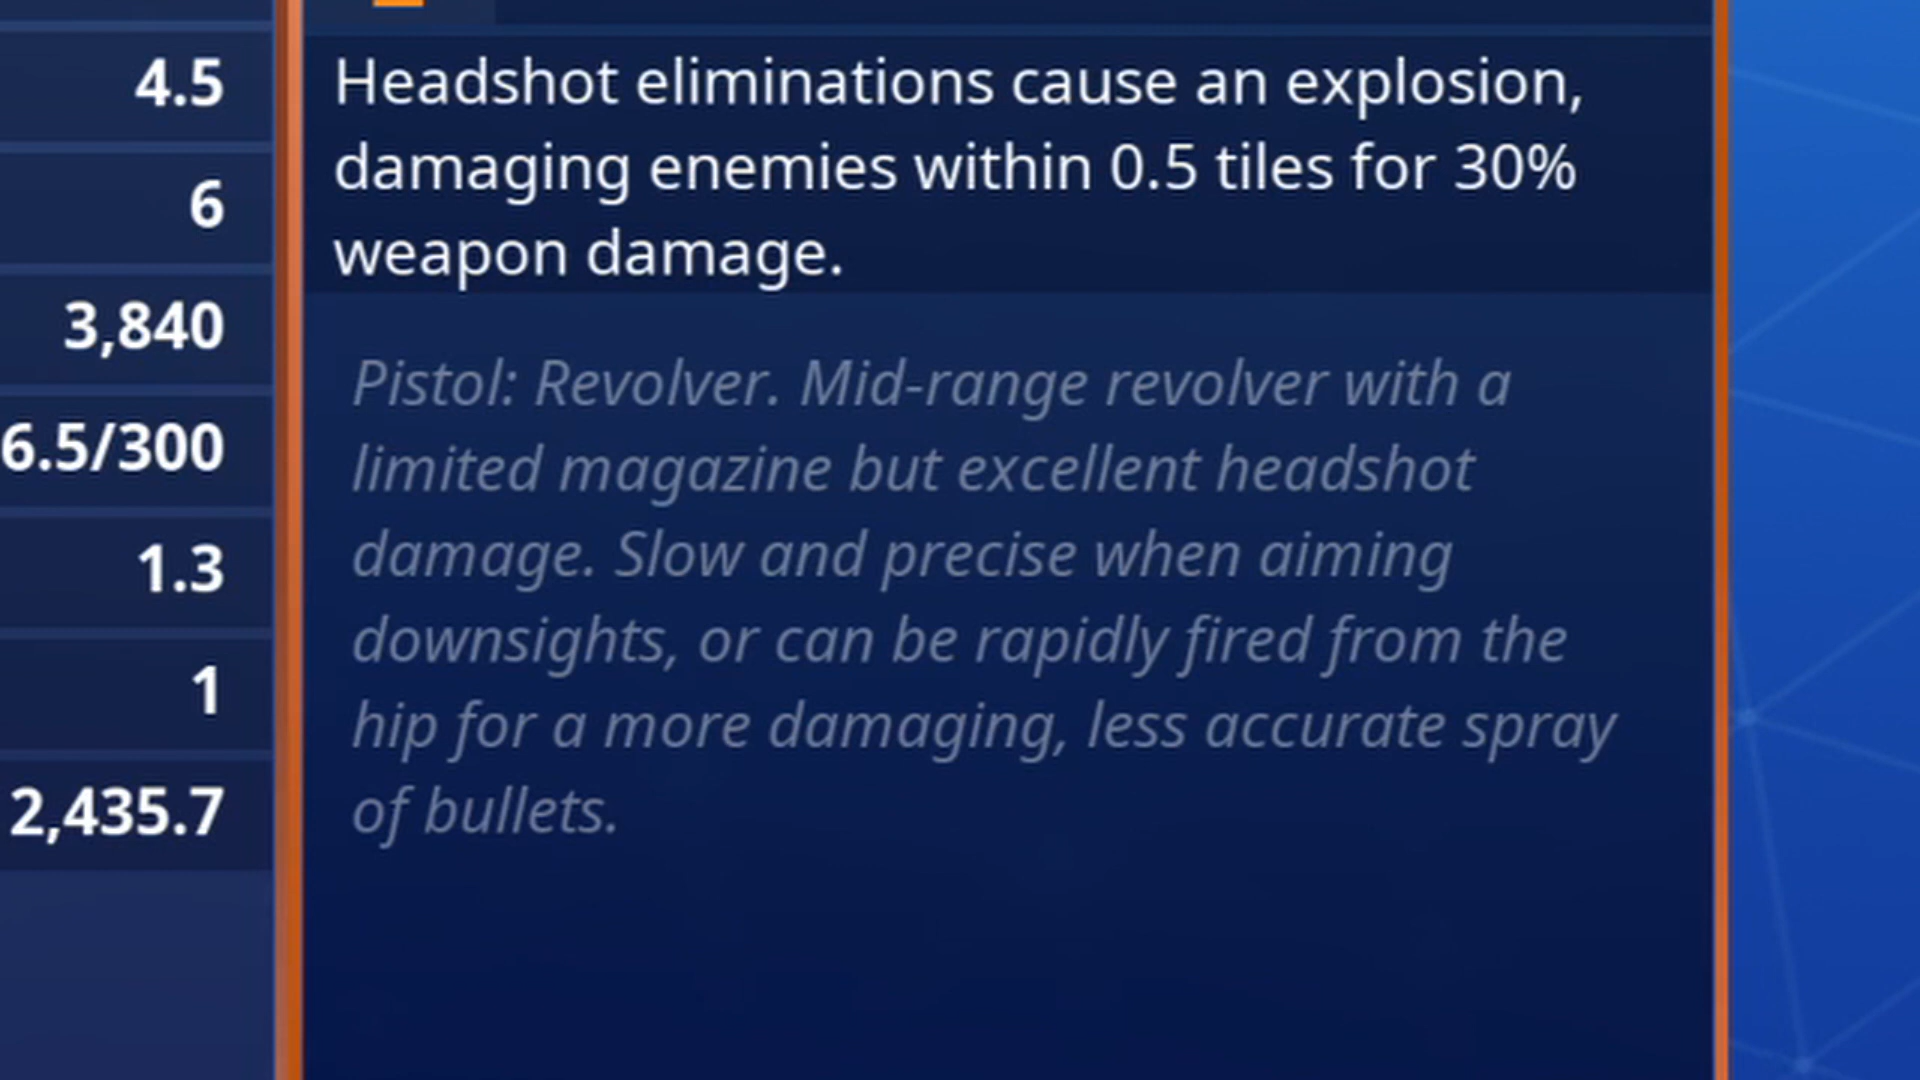 4.5
6
3,840
6.5/300
1.3
1
2,435.7
Headshot eliminations cause an explosion,
damaging enemies within 0.5 tiles for 30%
weapon damage.
Pistol: Revolver. Mid-range revolver with a
limited magazine but excellent headshot
damage. Slow and precise when aiming
downsights, or can be rapidly fired from the
hip for a more damaging, less accurate spray
of bullets.